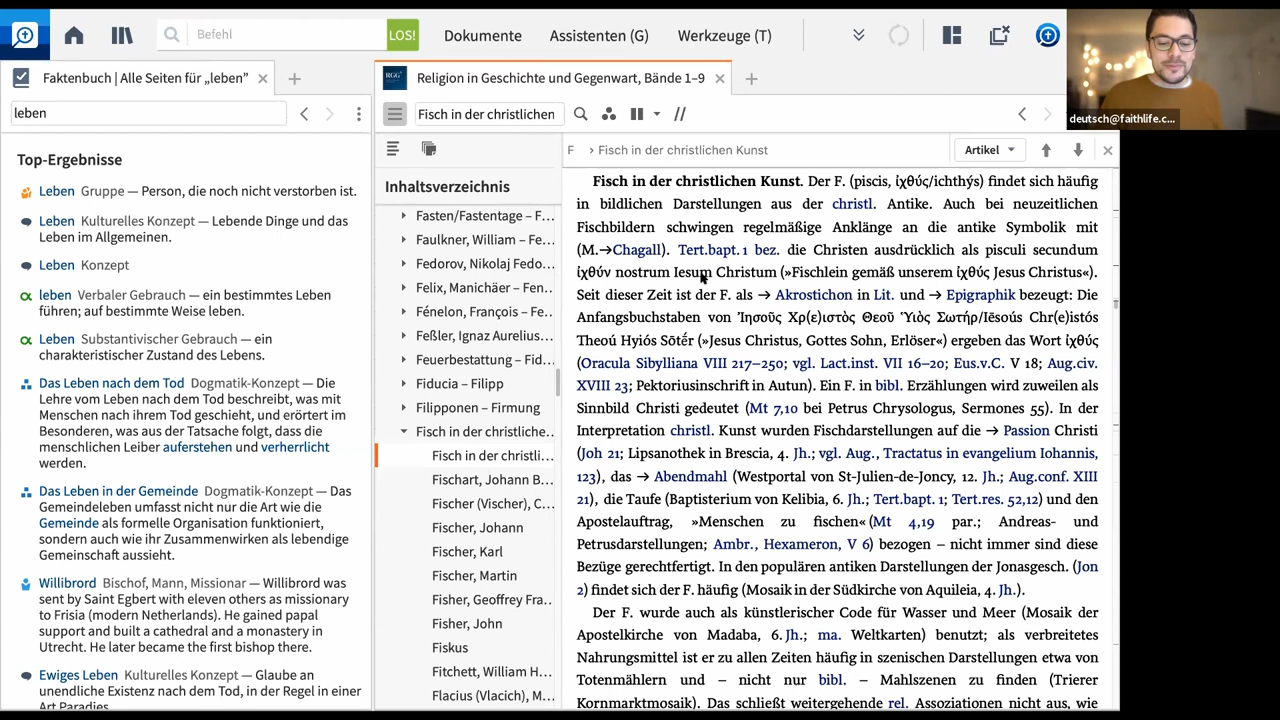 Befehl
LOS!
Dokumente
Assistenten (G)
Werkzeuge (T)
deutsch@faithlife.c...
Faktenbuch | Alle Seiten für „leben”
leben
Top-Ergebnisse
Leben Gruppe — Person, die noch nicht verstorben ist.
Leben Kulturelles Konzept — Lebende Dinge und das
Leben im Allgemeinen.
Leben Konzept
leben Verbaler Gebrauch — ein bestimmtes Leben
führen; auf bestimmte Weise leben.
Leben Substantivischer Gebrauch — ein
charakteristischer Zustand des Lebens.
Das Leben nach dem Tod Dogmatik-Konzept — Die
Lehre vom Leben nach dem Tod beschreibt, was mit
Menschen nach ihrem Tod geschieht, und erörtert im
Besonderen, was aus der Tatsache folgt, dass die
menschlichen Leiber auferstehen und verherrlicht
werden.
Das Leben in der Gemeinde Dogmatik-Konzept — Das
Gemeindeleben umfasst nicht nur die Art wie die
Gemeinde als formelle Organisation funktioniert,
sondern auch wie ihr Zusammenwirken als lebendige
Gemeinschaft aussieht.
Willibrord Bischof, Mann, Missionar — Willibrord was
sent by Saint Egbert with eleven others as missionary
to Frisia (modern Netherlands). He gained papal
support and built a cathedral and a monastery in
Utrecht. He later became the first bishop there.
Ewiges Leben Kulturelles Konzept — Glaube an
unendliche Existenz nach dem Tod, in der Regel in einer
Art Paradies.
RGG
Religion in Geschichte und Gegenwart, Bände 1–9
Fisch in der christlichen
Inhaltsverzeichnis
Fasten/Fastentage – F…
Faulkner, William – Fe…
Fedorov, Nikolaj Fedo…
Felix, Manichäer – Fen…
Fénelon, François – Fe…
Feßler, Ignaz Aurelius…
Feuerbestattung – Fid…
Fiducia – Filipp
Filipponen – Firmung
Fisch in der christliche…
Fisch in der christli…
Fischart, Johann B…
Fischer (Vischer), C…
Fischer, Johann
Fischer, Karl
Fischer, Martin
Fisher, Geoffrey Fra…
Fisher, John
Fiskus
Fitchett, William H…
Flacius (Vlacich), M…
F › Fisch in der christlichen Kunst
Artikel
Fisch in der christlichen Kunst. Der F. (piscis, ἰχθύς/ichthýs) findet sich häufig
in bildlichen Darstellungen aus der christl. Antike. Auch bei neuzeitlichen
Fischbildern schwingen regelmäßige Anklänge an die antike Symbolik mit
(M.→Chagall). Tert.bapt. 1 bez. die Christen ausdrücklich als pisculi secundum
ἰχθύν nostrum Iesum Christum (»Fischlein gemäß unserem ἰχθύς Jesus Christus«).
Seit dieser Zeit ist der F. als → Akrostichon in Lit. und → Epigraphik bezeugt: Die
Anfangsbuchstaben von Ἰησοῦς Χρ(ε)ιστὸς Θεοῦ Ὑιὸς Σωτήρ/Iēsoús Chr(e)istós
Theoú Hyiós Sōtḗr (»Jesus Christus, Gottes Sohn, Erlöser«) ergeben das Wort ἰχθύς
(Oracula Sibylliana VIII 217–250; vgl. Lact.inst. VII 16–20; Eus.v.C. V 18; Aug.civ.
XVIII 23; Pektoriusinschrift in Autun). Ein F. in bibl. Erzählungen wird zuweilen als
Sinnbild Christi gedeutet (Mt 7,10 bei Petrus Chrysologus, Sermones 55). In der
Interpretation christl. Kunst wurden Fischdarstellungen auf die → Passion Christi
(Joh 21; Lipsanothek in Brescia, 4. Jh.; vgl. Aug., Tractatus in evangelium Iohannis,
123), das → Abendmahl (Westportal von St-Julien-de-Joncy, 12. Jh.; Aug.conf. XIII
21), die Taufe (Baptisterium von Kelibia, 6. Jh.; Tert.bapt. 1; Tert.res. 52,12) und den
Apostelauftrag, »Menschen zu fischen« (Mt 4,19 par.; Andreas- und
Petrusdarstellungen; Ambr., Hexameron, V 6) bezogen – nicht immer sind diese
Bezüge gerechtfertigt. In den populären antiken Darstellungen der Jonasgesch. (Jon
2) findet sich der F. häufig (Mosaik in der Südkirche von Aquileia, 4. Jh.).
Der F. wurde auch als künstlerischer Code für Wasser und Meer (Mosaik der
Apostelkirche von Madaba, 6. Jh.; ma. Weltkarten) benutzt; als verbreitetes
Nahrungsmittel ist er zu allen Zeiten häufig in szenischen Darstellungen etwa von
Totenmählern und – nicht nur bibl. – Mahlszenen zu finden (Trierer
Kornmarktmosaik). Das schließt weitergehende rel. Assoziationen nicht aus, wie